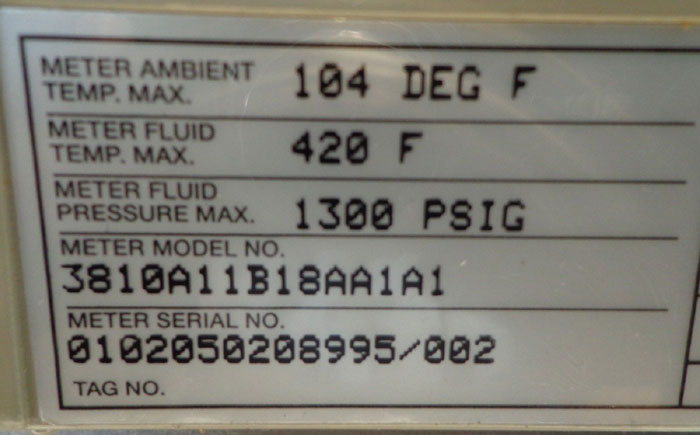 METER AMBIENT
TEMP. MAX. 104 DEG F
METER FLUID
TEMP. MAX. 420 F
METER FLUID
PRESSURE MAX. 1300 PSIG
METER MODEL NO.
3810A11B18AA1A1
METER SERIAL NO.
0102050208995/002
TAG NO.